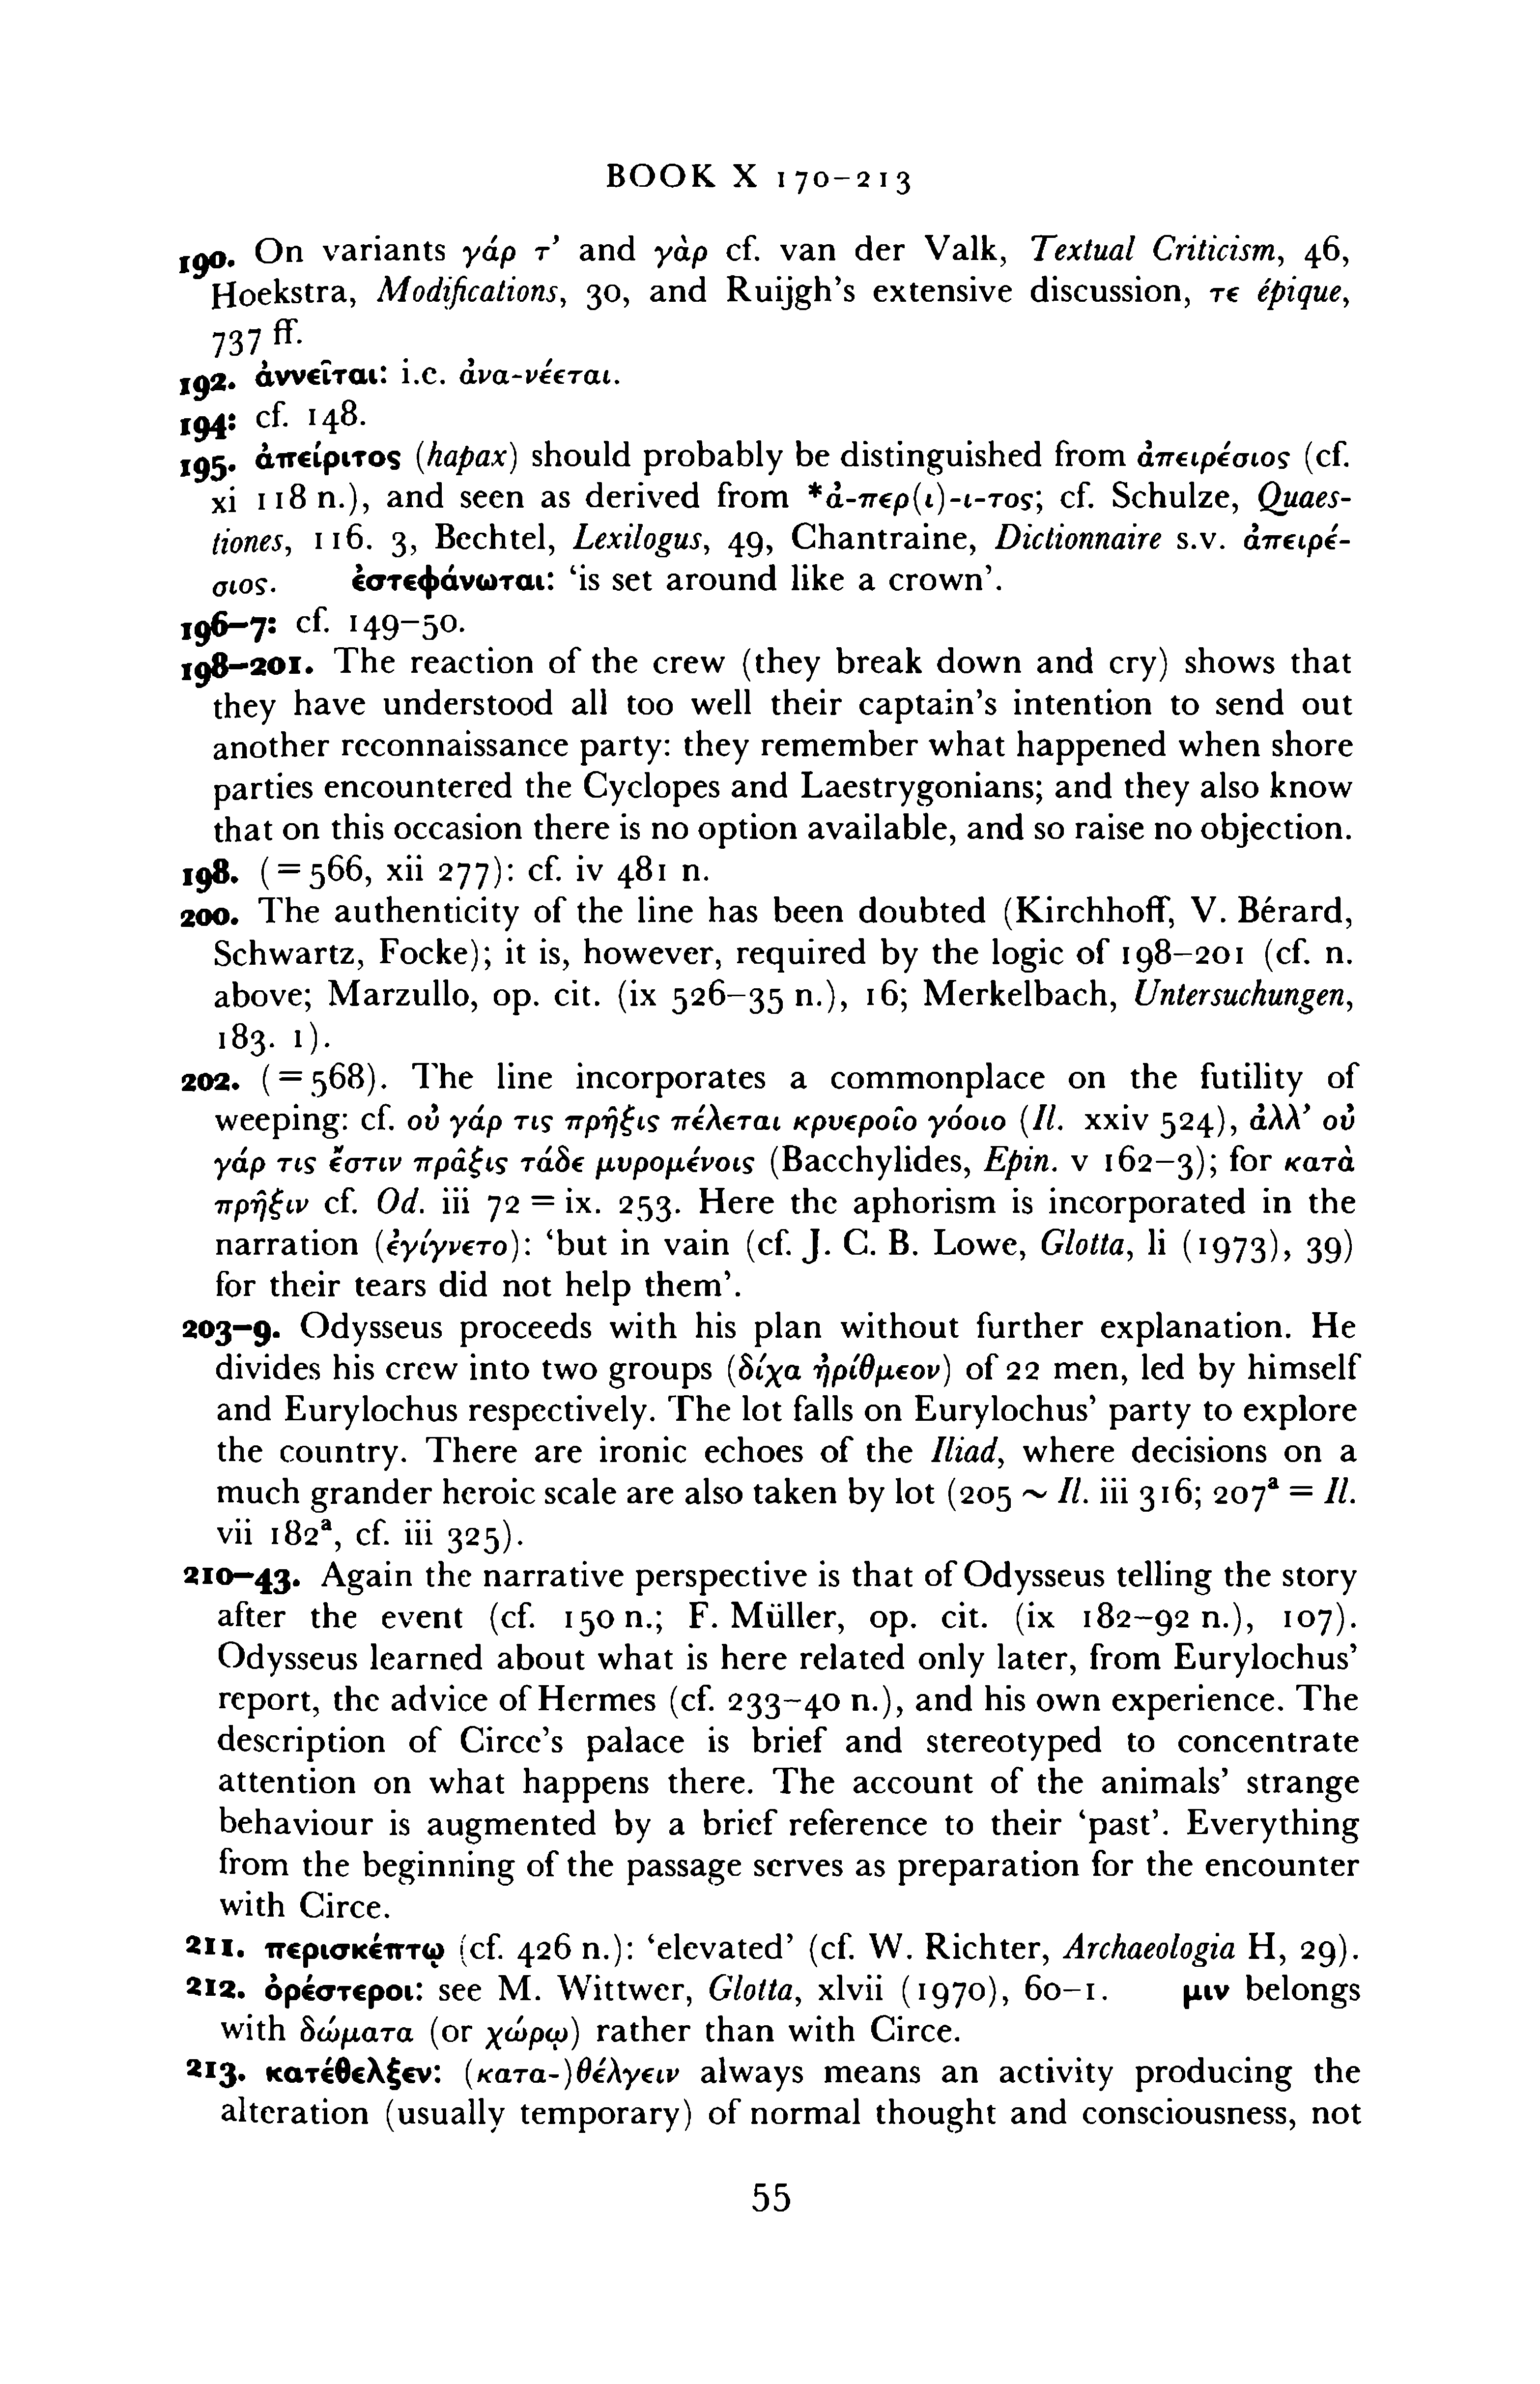 BOOK X 170–213
190. On variants γάρ τ’ and γὰρ cf. van der Valk, Textual Criticism, 46,
Hoekstra, Modifications, 30, and Ruijgh’s extensive discussion, τε épique,
737 ff.
192. ἀννεῖται: i.e. ἀνα-νέεται.
194: cf. 148.
195. ἀπείριτος (hapax) should probably be distinguished from ἀπειρέσιος (cf.
xi 118 n.), and seen as derived from *ἀ-περ(ι)-ι-τος; cf. Schulze, Quaes-
tiones, 116. 3, Bechtel, Lexilogus, 49, Chantraine, Dictionnaire s.v. ἀπειρέ-
σιος. ἐστεφάνωται: ‘is set around like a crown’.
196–7: cf. 149–50.
198–201. The reaction of the crew (they break down and cry) shows that
they have understood all too well their captain’s intention to send out
another reconnaissance party: they remember what happened when shore
parties encountered the Cyclopes and Laestrygonians; and they also know
that on this occasion there is no option available, and so raise no objection.
198. (= 566, xii 277): cf. iv 481 n.
200. The authenticity of the line has been doubted (Kirchhoff, V. Bérard,
Schwartz, Focke); it is, however, required by the logic of 198–201 (cf. n.
above; Marzullo, op. cit. (ix 526–35 n.), 16; Merkelbach, Untersuchungen,
183. 1).
202. (= 568). The line incorporates a commonplace on the futility of
weeping: cf. οὐ γάρ τις πρῆξις πέλεται κρυεροῖο γόοιο (Il. xxiv 524), ἀλλ’ οὐ
γάρ τις ἔστιν πρᾶξις τάδε μυρομένοις (Bacchylides, Epin. v 162–3); for κατὰ
πρῆξιν cf. Od. iii 72 = ix. 253. Here the aphorism is incorporated in the
narration (ἐγίγνετο): ‘but in vain (cf. J. C. B. Lowe, Glotta, li (1973), 39)
for their tears did not help them’.
203–9. Odysseus proceeds with his plan without further explanation. He
divides his crew into two groups (δίχα ἠρίθμεον) of 22 men, led by himself
and Eurylochus respectively. The lot falls on Eurylochus’ party to explore
the country. There are ironic echoes of the Iliad, where decisions on a
much grander heroic scale are also taken by lot (205 ~ Il. iii 316; 207ᵃ = Il.
vii 182ᵃ, cf. iii 325).
210–43. Again the narrative perspective is that of Odysseus telling the story
after the event (cf. 150 n.; F. Müller, op. cit. (ix 182–92 n.), 107).
Odysseus learned about what is here related only later, from Eurylochus’
report, the advice of Hermes (cf. 233–40 n.), and his own experience. The
description of Circe’s palace is brief and stereotyped to concentrate
attention on what happens there. The account of the animals’ strange
behaviour is augmented by a brief reference to their ‘past’. Everything
from the beginning of the passage serves as preparation for the encounter
with Circe.
211. περισκέπτῳ (cf. 426 n.): ‘elevated’ (cf. W. Richter, Archaeologia H, 29).
212. ὀρέστεροι: see M. Wittwer, Glotta, xlvii (1970), 60–1. μιν belongs
with δώματα (or χώρῳ) rather than with Circe.
213. κατέθελξεν: (κατα-)θέλγειν always means an activity producing the
alteration (usually temporary) of normal thought and consciousness, not
55